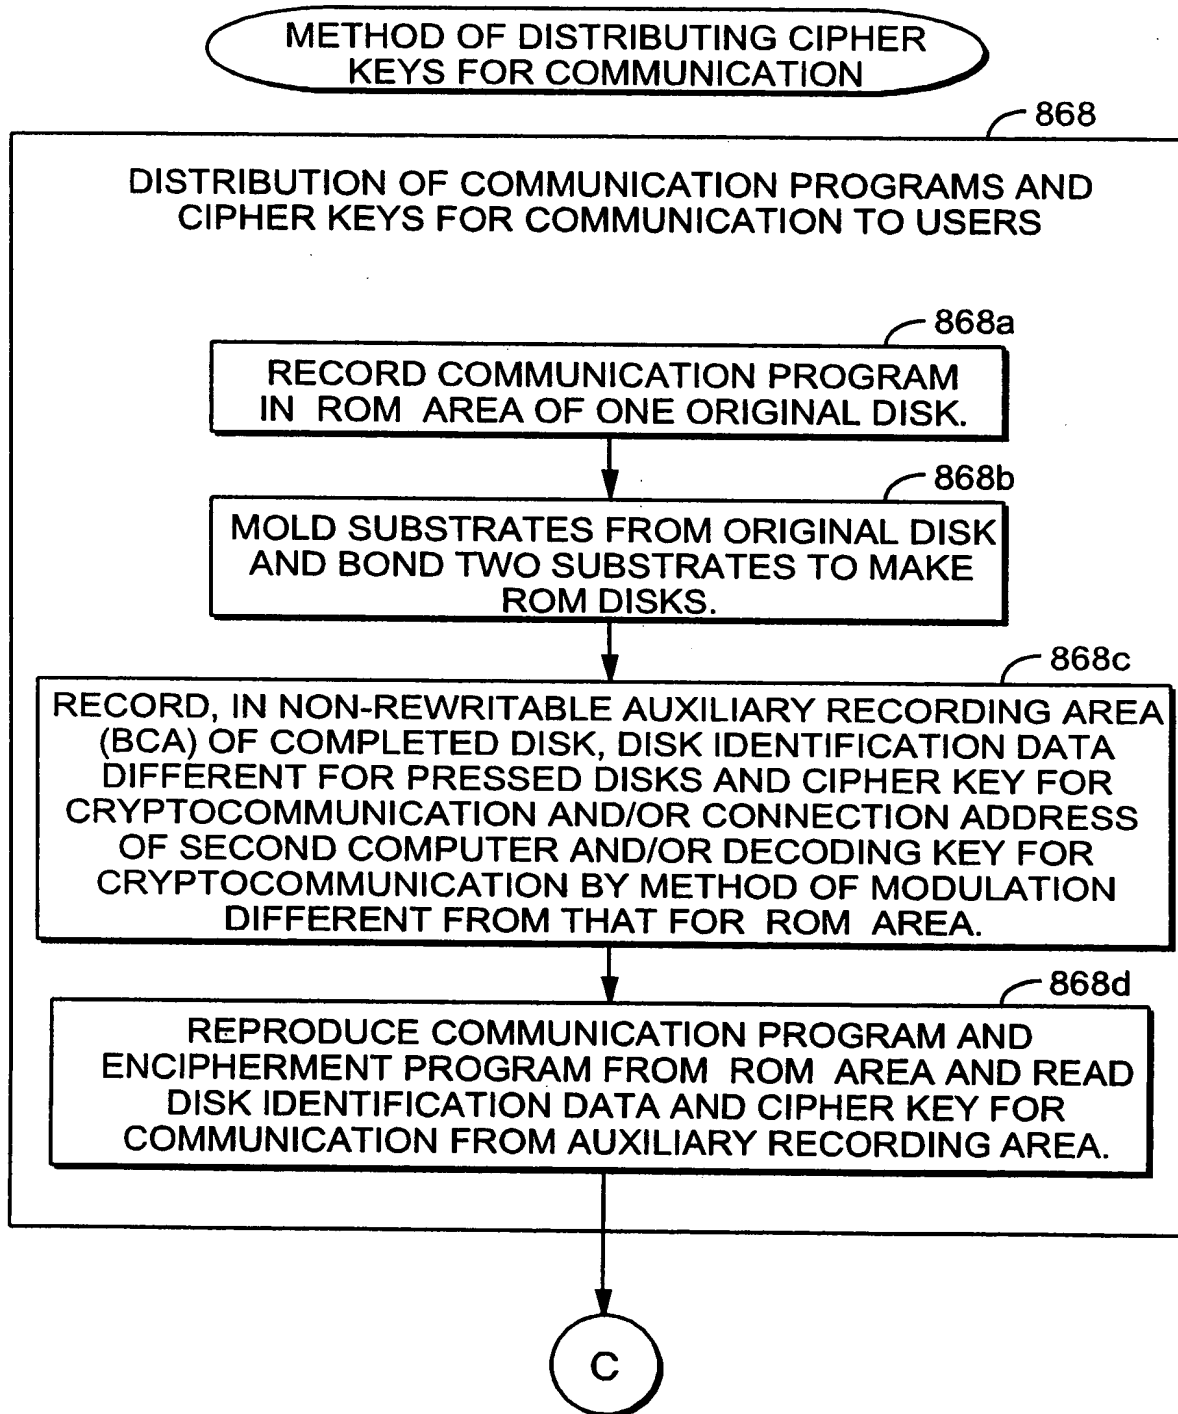 METHOD OF DISTRIBUTING CIPHER
KEYS FOR COMMUNICATION
868
DISTRIBUTION OF COMMUNICATION PROGRAMS AND
CIPHER KEYS FOR COMMUNICATION TO USERS
868a
RECORD COMMUNICATION PROGRAM
IN ROM AREA OF ONE ORIGINAL DISK.
868b
MOLD SUBSTRATES FROM ORIGINAL DISK
AND BOND TWO SUBSTRATES TO MAKE
ROM DISKS.
868c
RECORD, IN NON-REWRITABLE AUXILIARY RECORDING AREA
(BCA) OF COMPLETED DISK, DISK IDENTIFICATION DATA
DIFFERENT FOR PRESSED DISKS AND CIPHER KEY FOR
CRYPTOCOMMUNICATION AND/OR CONNECTION ADDRESS
OF SECOND COMPUTER AND/OR DECODING KEY FOR
CRYPTOCOMMUNICATION BY METHOD OF MODULATION
DIFFERENT FROM THAT FOR ROM AREA.
868d
REPRODUCE COMMUNICATION PROGRAM AND
ENCIPHERMENT PROGRAM FROM ROM AREA AND READ
DISK IDENTIFICATION DATA AND CIPHER KEY FOR
COMMUNICATION FROM AUXILIARY RECORDING AREA.
C